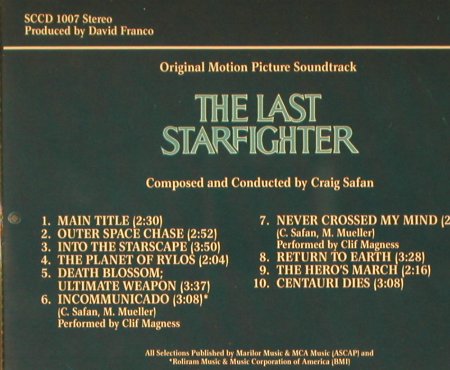 SCCD 1007 Stereo
Produced by David Franco
Original Motion Picture Soundtrack
THE LAST
STARFIGHTER
Composed and Conducted by Craig Safan
1. MAIN TITLE (2:30)
2. OUTER SPACE CHASE (2:52)
3. INTO THE STARSCAPE (3:50)
4. THE PLANET OF RYLOS (2:04)
5. DEATH BLOSSOM;
ULTIMATE WEAPON (3:37)
6. INCOMMUNICADO (3:08)*
(C. Safan, M. Mueller)
Performed by Clif Magness
7. NEVER CROSSED MY MIND (2
(C. Safan, M. Mueller)
Performed by Clif Magness
8. RETURN TO EARTH (3:28)
9. THE HERO'S MARCH (2:16)
10. CENTAURI DIES (3:08)
All Selections Published by Marilor Music & MCA Music (ASCAP) and
*Roliram Music & Music Corporation of America (BMI)